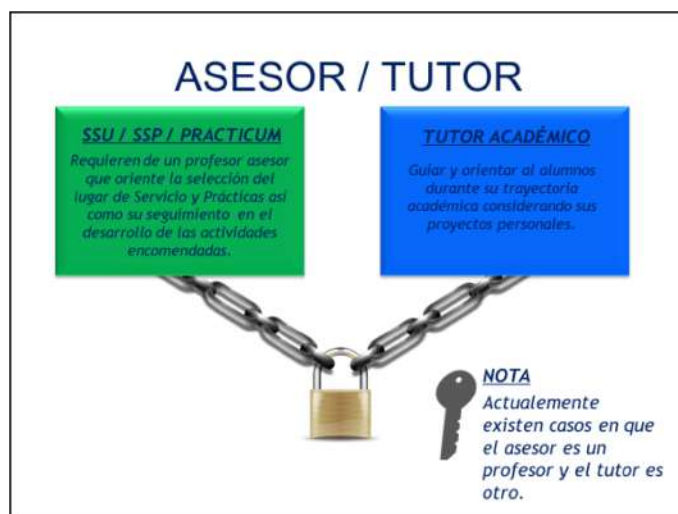 ASESOR / TUTOR
SSU / SSP / PRACTICUM
Requieren de un profesor asesor
que oriente la selección del
lugar de Servicio y Prácticas así
como su seguimiento en el
desarrollo de las actividades
encomendadas.
TUTOR ACADÉMICO
Guiar y orientar al alumnos
durante su trayectoria
académica considerando sus
proyectos personales.
NOTA
Actualemente
existen casos en que
el asesor es un
profesor y el tutor es
otro.